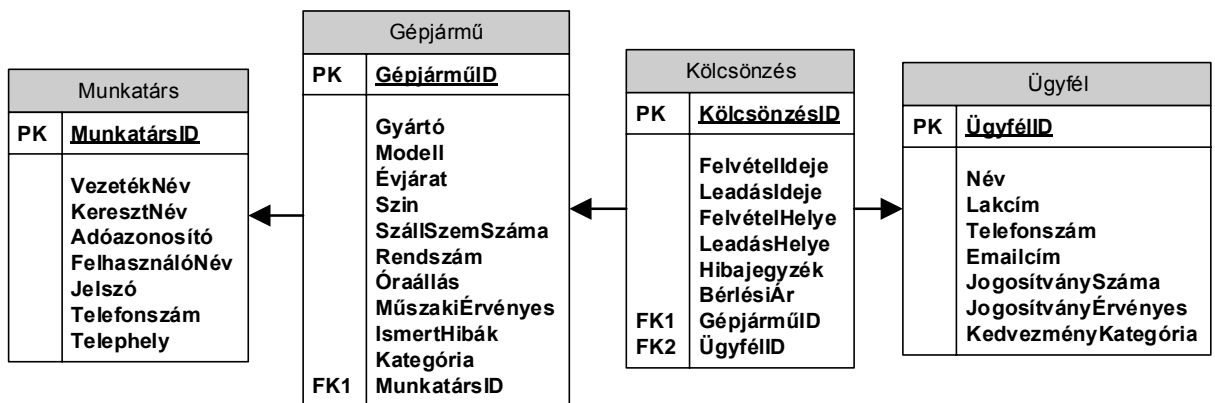 Munkatárs
PK MunkatársID
VezetékNév
KeresztNév
Adóazonosító
FelhasználóNév
Jelszó
Telefonszám
Telephely
Gépjármű
PK GépjárműID
Gyártó
Modell
Évjárat
Szin
SzállSzemSzáma
Rendszám
Óraállás
MűszakiÉrvényes
IsmertHibák
Kategória
FK1 MunkatársID
Kölcsönzés
PK KölcsönzésID
FelvételIdeje
LeadásIdeje
FelvételHelye
LeadásHelye
Hibajegyzék
BérlésiÁr
FK1 GépjárműID
FK2 ÜgyfélID
Ügyfél
PK ÜgyfélID
Név
Lakcím
Telefonszám
Emailcím
JogosítványSzáma
JogosítványÉrvényes
KedvezményKategória